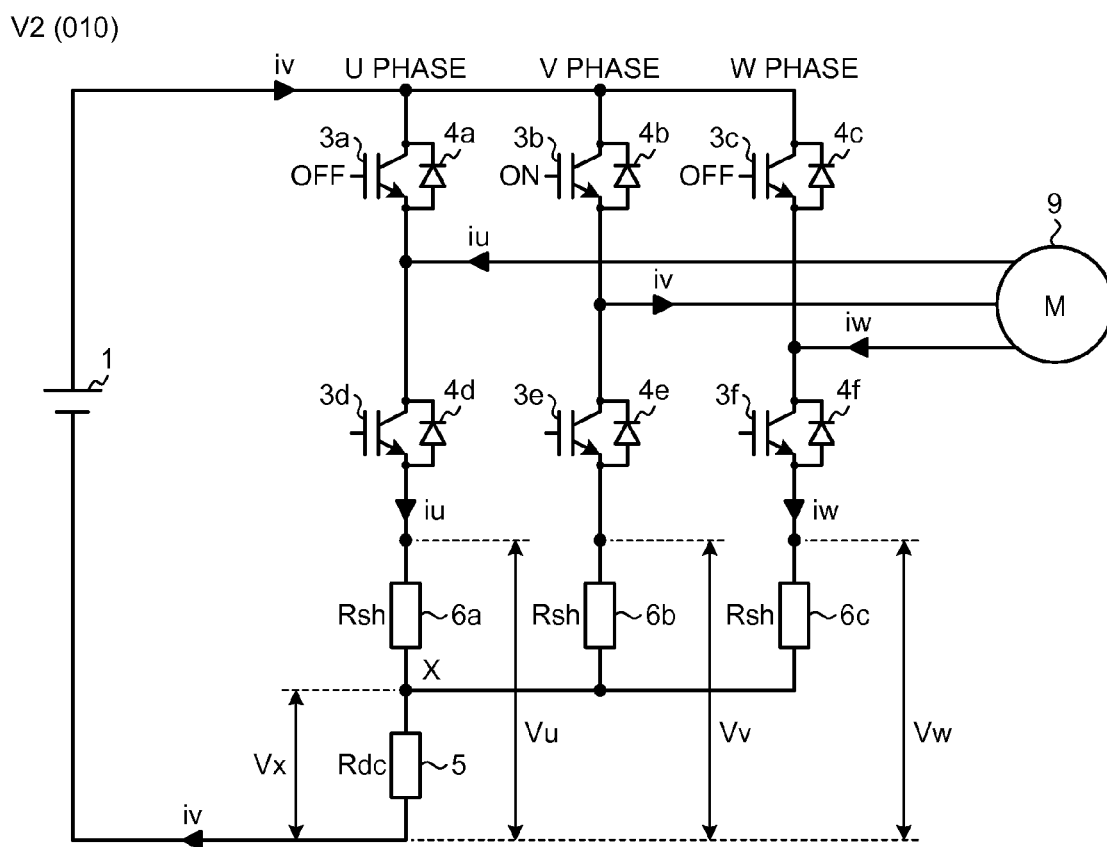 V2 (010)
iv
U PHASE
V PHASE
W PHASE
3a
4a
3b
4b
3c
4c
OFF
ON
OFF
9
iu
iv
M
iw
1
3d
4d
3e
4e
3f
4f
iu
iw
Rsh
6a
Rsh
6b
Rsh
6c
X
Vu
Vv
Vw
Vx
Rdc
5
iv